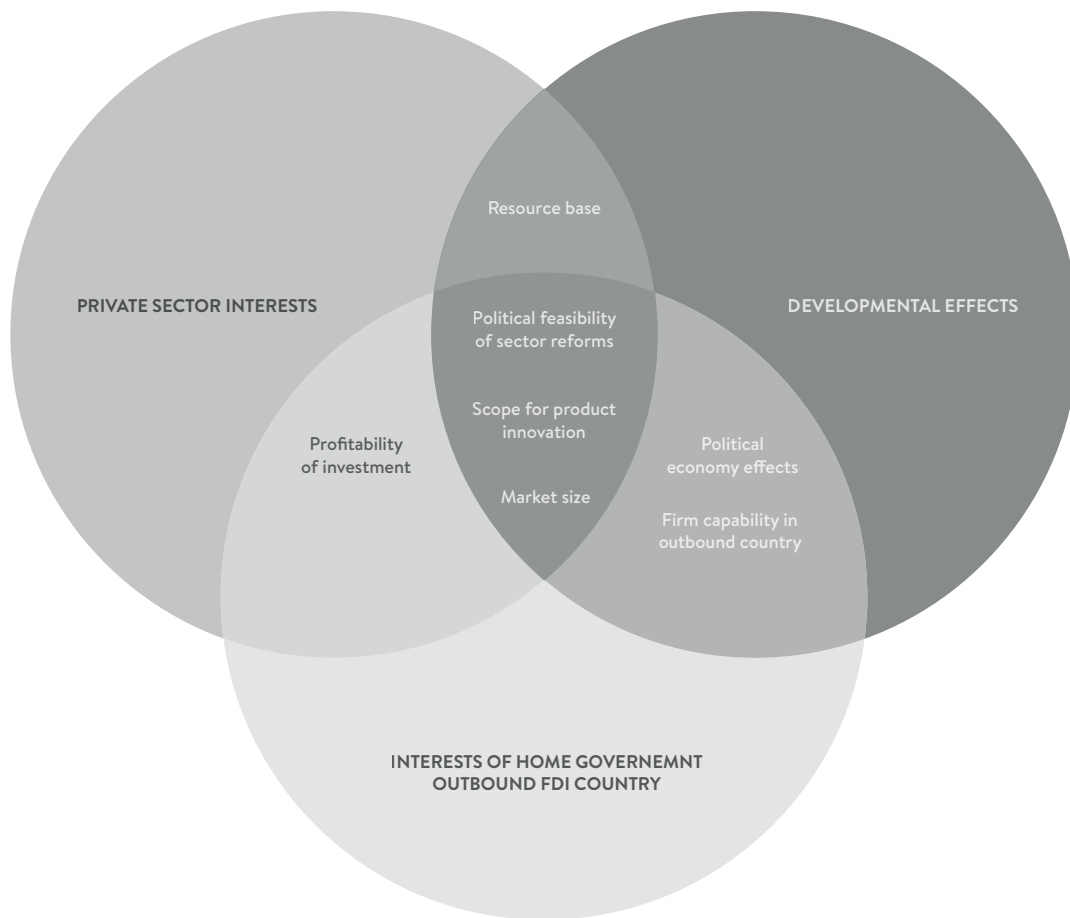 Resource base
PRIVATE SECTOR INTERESTS
DEVELOPMENTAL EFFECTS
Political feasibility
of sector reforms
Scope for product
innovation
Profitability
of investment
Political
economy effects
Market size
Firm capability in
outbound country
INTERESTS OF HOME GOVERNEMNT
OUTBOUND FDI COUNTRY